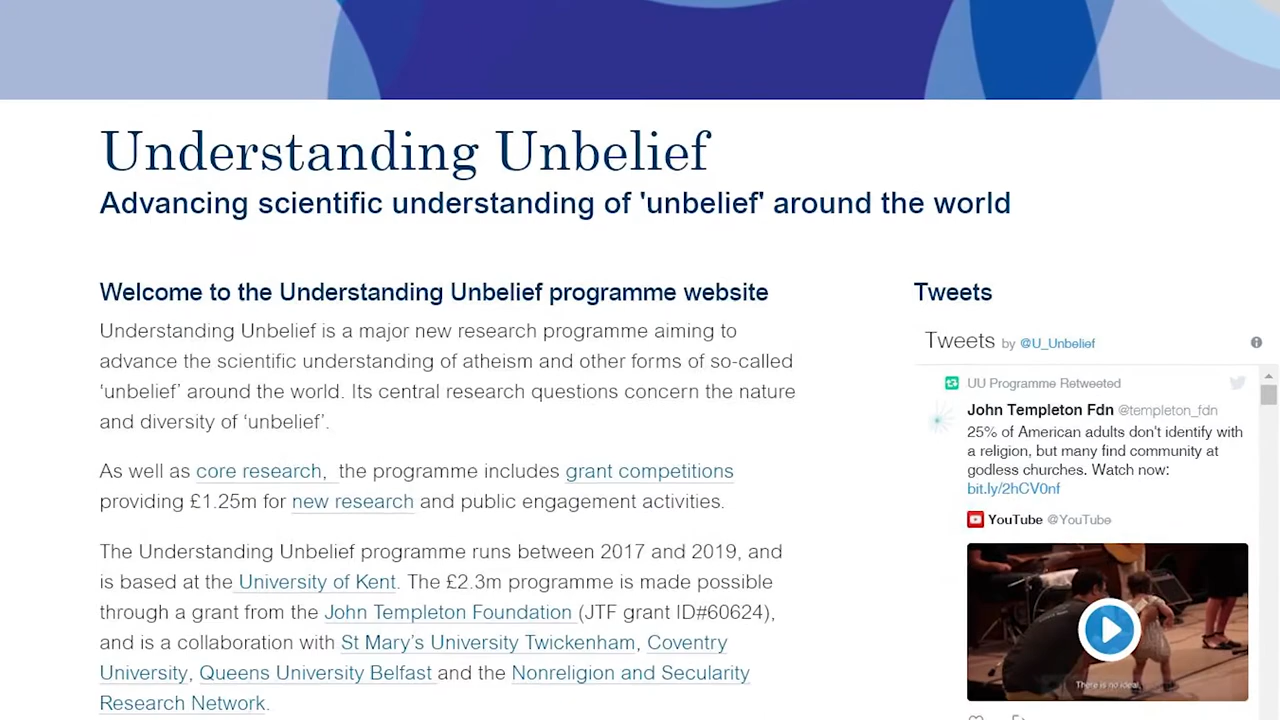 Understanding Unbelief
Advancing scientific understanding of 'unbelief' around the world
Welcome to the Understanding Unbelief programme website
Understanding Unbelief is a major new research programme aiming to
advance the scientific understanding of atheism and other forms of so-called
‘unbelief’ around the world. Its central research questions concern the nature
and diversity of ‘unbelief’.
As well as core research, the programme includes grant competitions
providing £1.25m for new research and public engagement activities.
The Understanding Unbelief programme runs between 2017 and 2019, and
is based at the University of Kent. The £2.3m programme is made possible
through a grant from the John Templeton Foundation (JTF grant ID#60624),
and is a collaboration with St Mary’s University Twickenham, Coventry
University, Queens University Belfast and the Nonreligion and Secularity
Research Network.
Tweets
Tweets by @U_Unbelief
UU Programme Retweeted
John Templeton Fdn @templeton_fdn
25% of American adults don't identify with
a religion, but many find community at
godless churches. Watch now:
bit.ly/2hCV0nf
YouTube @YouTube
There is no ideal